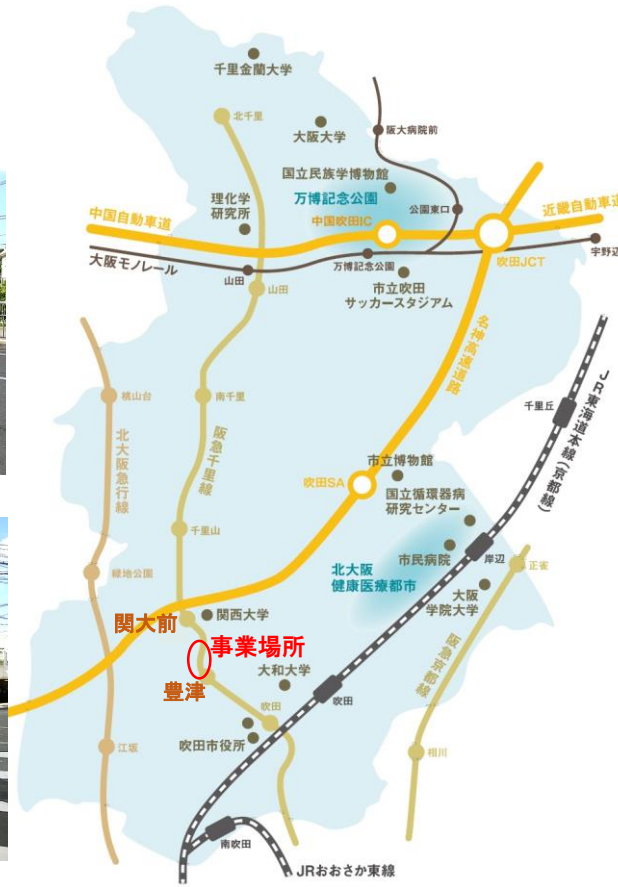 千里金蘭大学
北千里
大阪大学
阪大病院前
国立民族学博物館
万博記念公園
理化学
研究所
公園東口
中国自動車道
中国吹田IC
近畿自動車道
大阪モノレール
万博記念公園
宇野辺
吹田JCT
山田
山田
市立吹田
サッカースタジアム
名神高速道路
JR東海道本線(京都線)
桃山台
南千里
千里丘
北大阪急行線
阪急千里線
市立博物館
吹田SA
国立循環器病
研究センター
千里山
市民病院
岸辺
正雀
緑地公園
北大阪
健康医療都市
大阪
学院大学
関大前
関西大学
事業場所
大和大学
阪急京都線
豊津
吹田
吹田
吹田市役所
江坂
相川
南吹田
JRおおさか東線